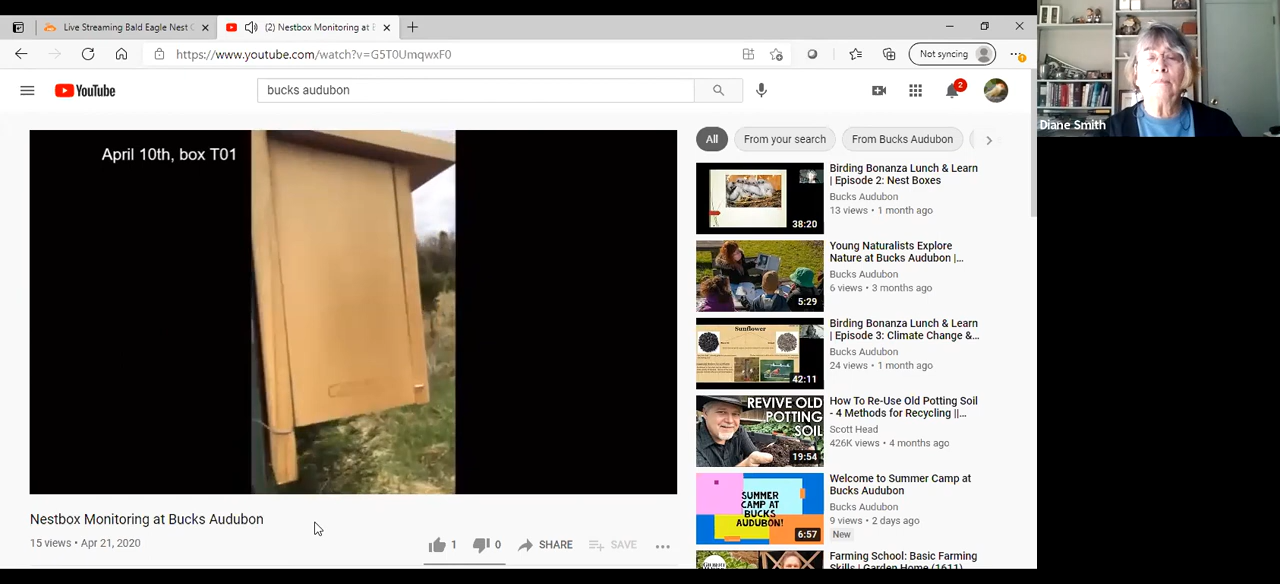 Live Streaming Bald Eagle Nest
(2) Nestbox Monitoring at
https://www.youtube.com/watch?v=G5T0UmqwxF0
Not syncing
YouTube
bucks audubon
2
Diane Smith
April 10th, box T01
Nestbox Monitoring at Bucks Audubon
15 views • Apr 21, 2020
1
0
SHARE
SAVE
All
From your search
From Bucks Audubon
38:20
Birding Bonanza Lunch & Learn
| Episode 2: Nest Boxes
Bucks Audubon
13 views • 1 month ago
5:29
Young Naturalists Explore
Nature at Bucks Audubon |...
Bucks Audubon
6 views • 3 months ago
Sunflower
42:11
Birding Bonanza Lunch & Learn
| Episode 3: Climate Change &...
Bucks Audubon
24 views • 1 month ago
REVIVE OLD
POTTING
SOIL
19:54
How To Re-Use Old Potting Soil
- 4 Methods for Recycling ||...
Scott Head
426K views • 4 months ago
SUMMER
CAMP AT
BUCKS
AUDUBON!
6:57
Welcome to Summer Camp at
Bucks Audubon
Bucks Audubon
9 views • 2 days ago
New
Farming School: Basic Farming
Skills | Garden Home (1611)